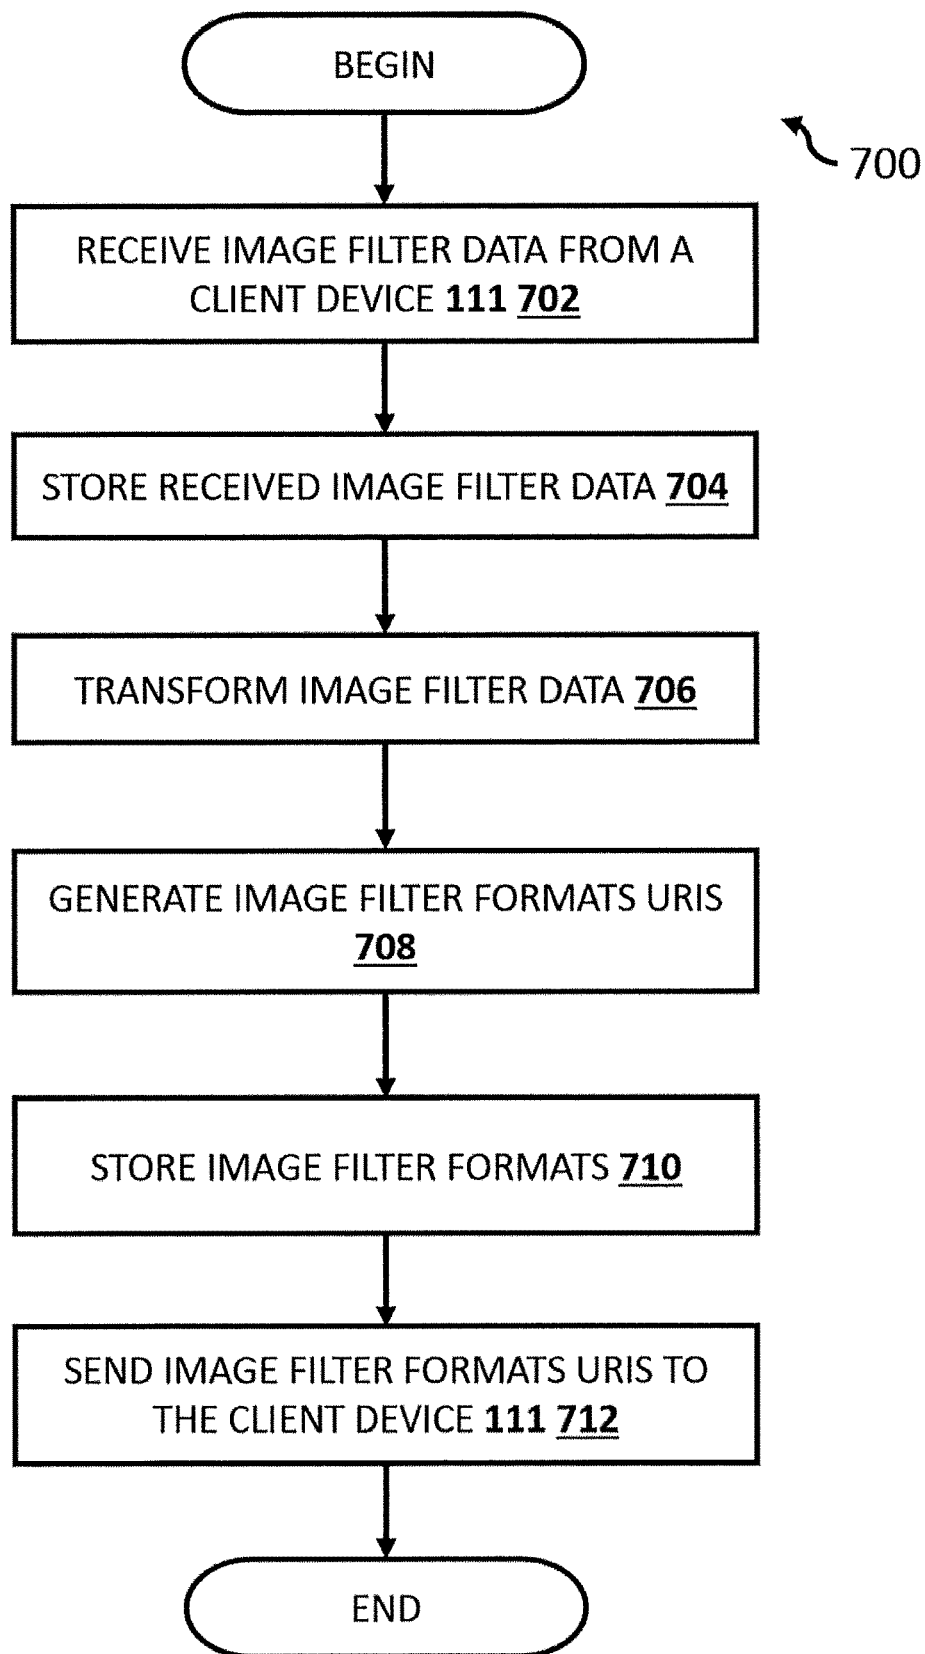 BEGIN
700
RECEIVE IMAGE FILTER DATA FROM A
CLIENT DEVICE 111 702
STORE RECEIVED IMAGE FILTER DATA 704
TRANSFORM IMAGE FILTER DATA 706
GENERATE IMAGE FILTER FORMATS URIS
708
STORE IMAGE FILTER FORMATS 710
SEND IMAGE FILTER FORMATS URIS TO
THE CLIENT DEVICE 111 712
END